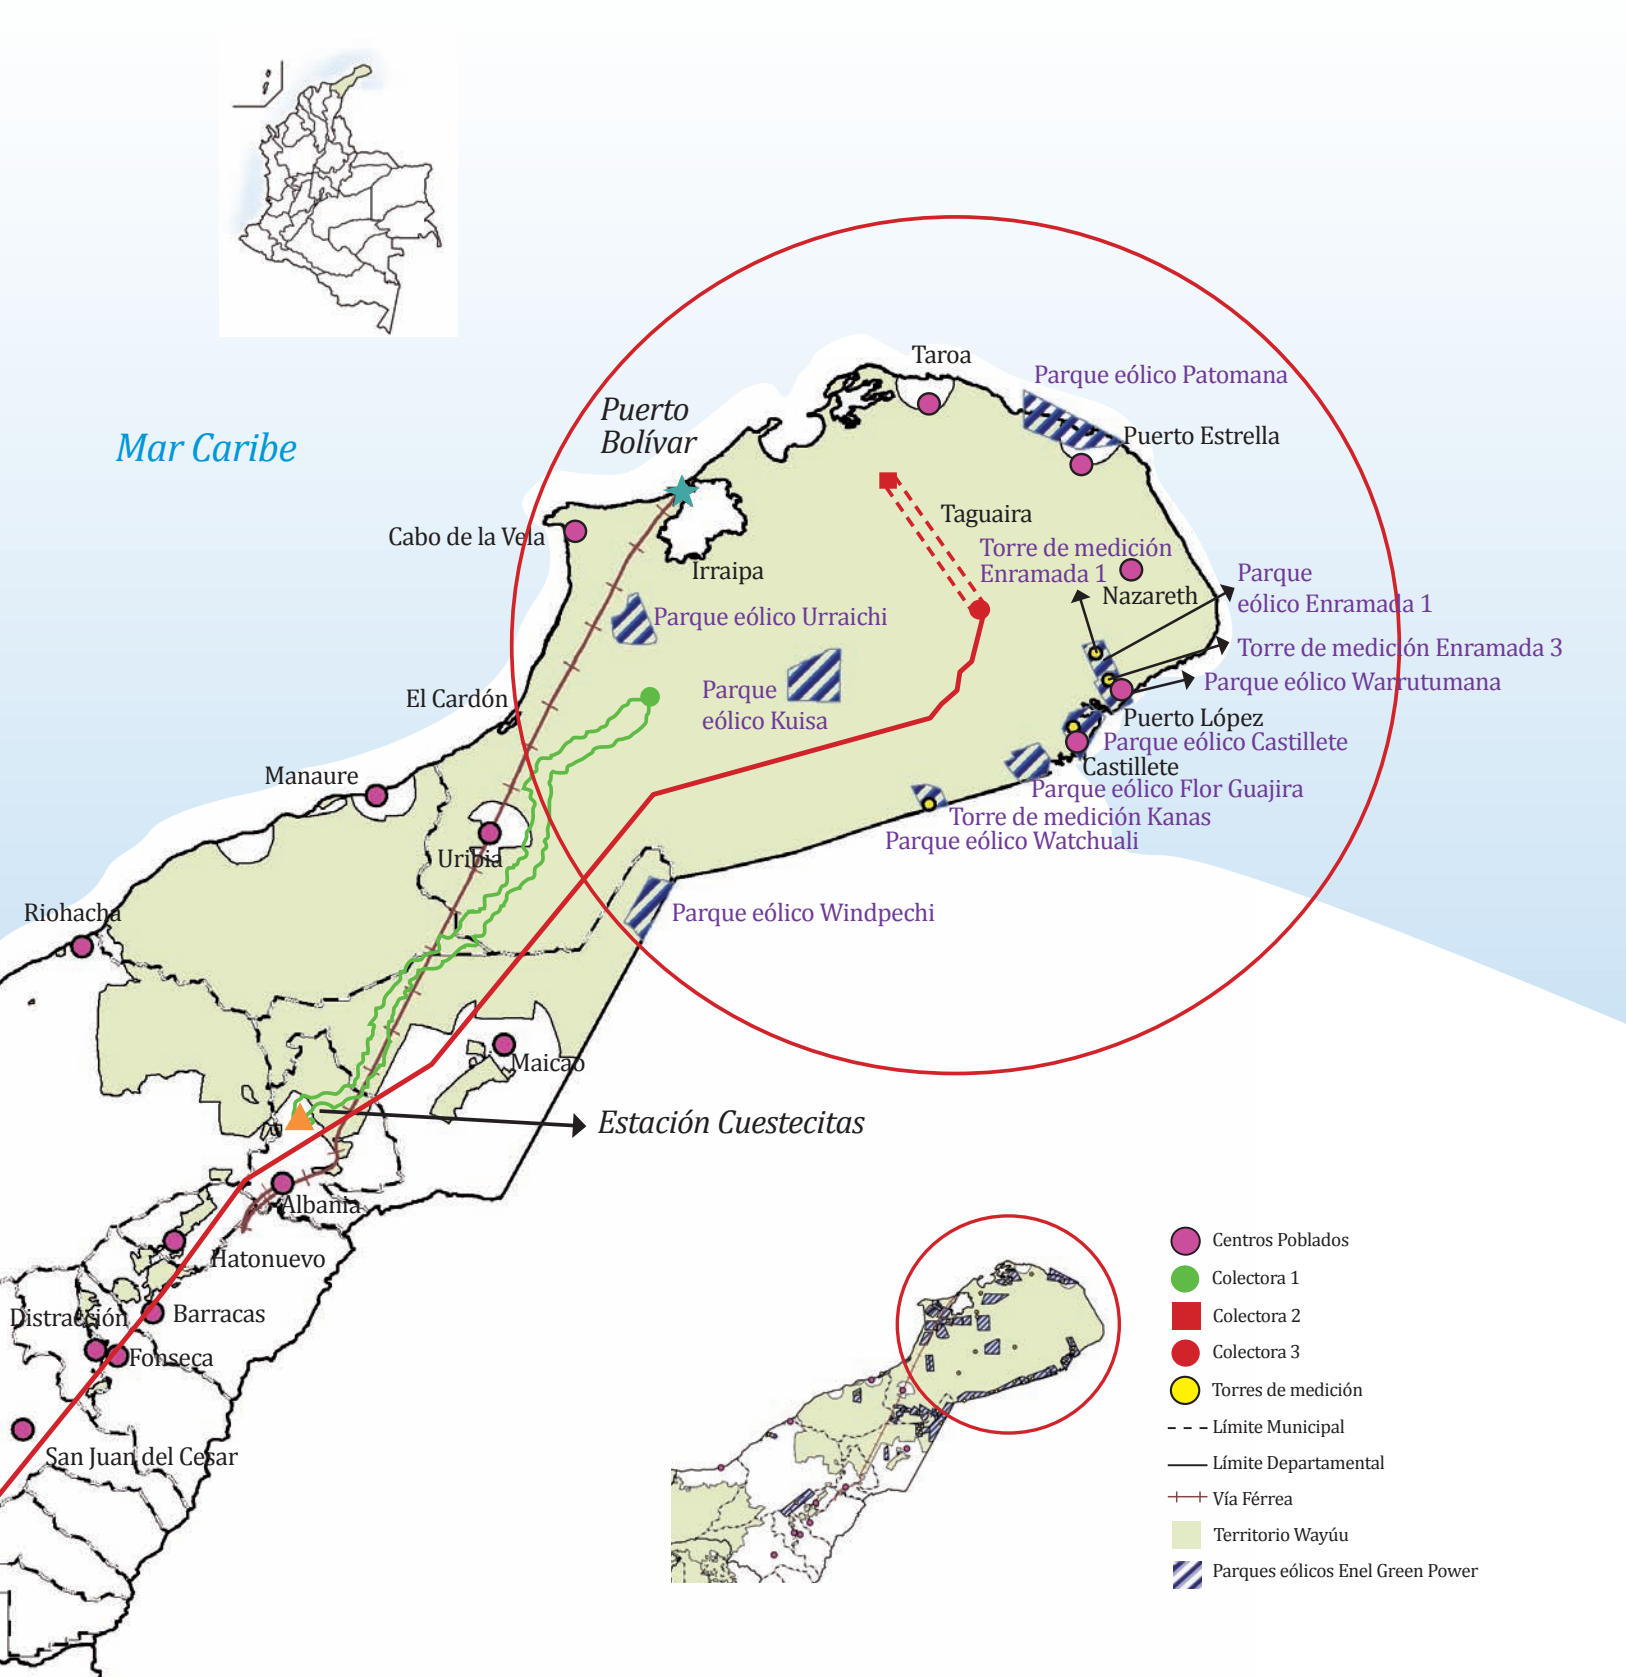 Taroa
Parque eólico Patomana
Puerto
Bolívar
Mar Caribe
Puerto Estrella
Taguaira
Cabo de la Vela
Torre de medición
Enramada 1
Irraipa
Parque
eólico Enramada 1
Nazareth
Parque eólico Urraichi
Torre de medición Enramada 3
Parque eólico Warrutumana
El Cardón
Parque
eólico Kuisa
Puerto López
Parque eólico Castillete
Castillete
Manaure
Parque eólico Flor Guajira
Torre de medición Kanas
Parque eólico Watchuali
Uribia
Riohacha
Parque eólico Windpechi
Maicao
Estación Cuestecitas
Albania
Hatonuevo
Distracción
Barracas
Fonseca
San Juan del Cesar
Centros Poblados
Colectora 1
Colectora 2
Colectora 3
Torres de medición
Límite Municipal
Límite Departamental
Vía Férrea
Territorio Wayúu
Parques eólicos Enel Green Power